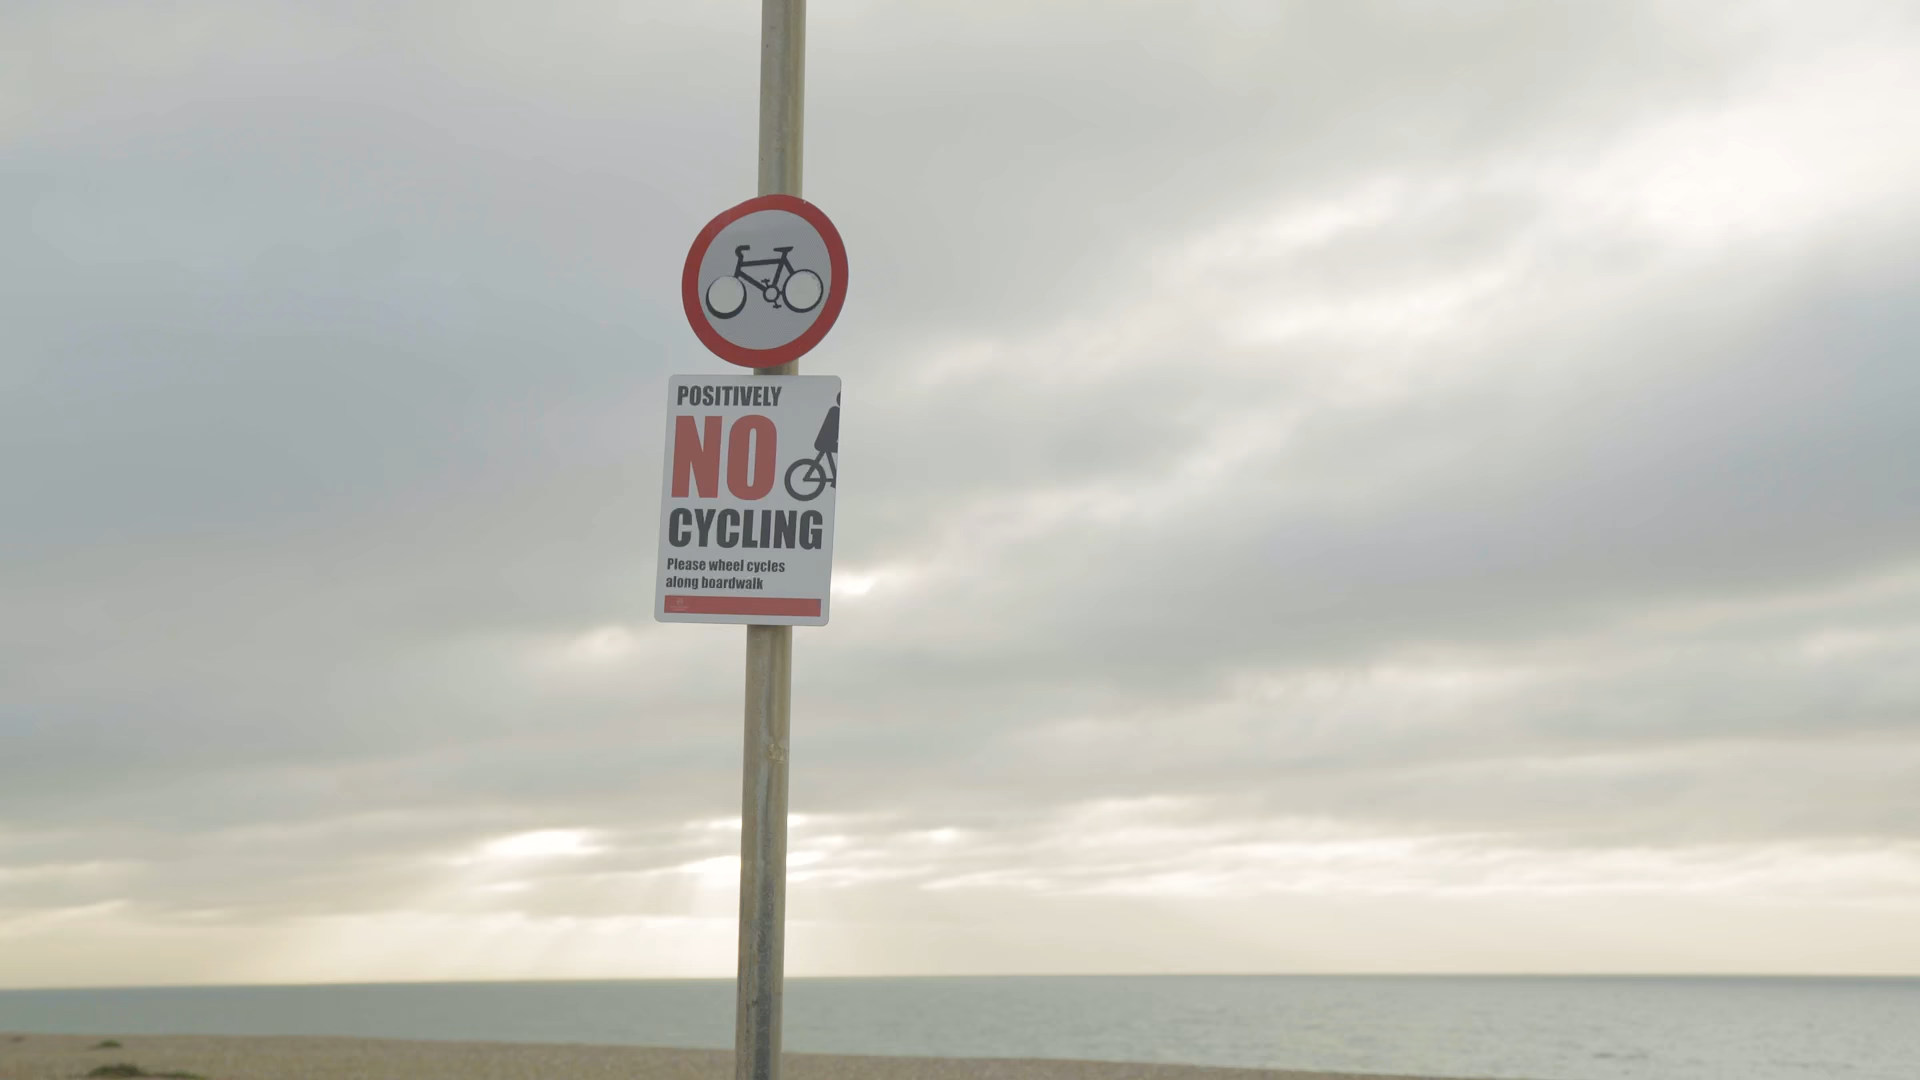 POSITIVELY
NO
CYCLING
Please wheel cycles
along boardwalk